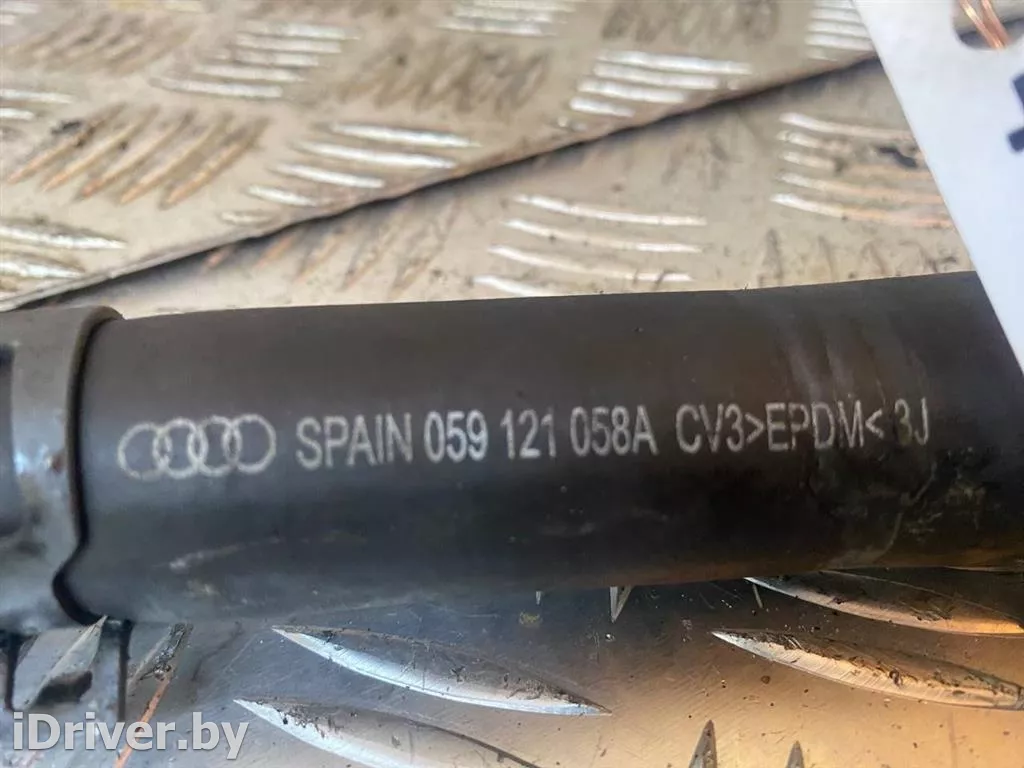 SPAIN 059 121 058A CV3>EPDM< 3J
iDriver.by